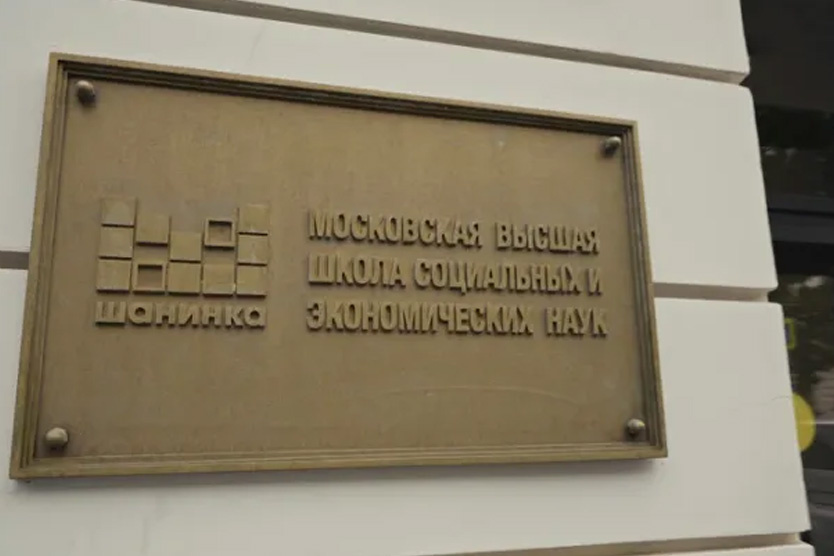 шанинка
МОСКОВСКАЯ ВЫСШАЯ
ШКОЛА СОЦИАЛЬНЫХ И
ЭКОНОМИЧЕСКИХ НАУК